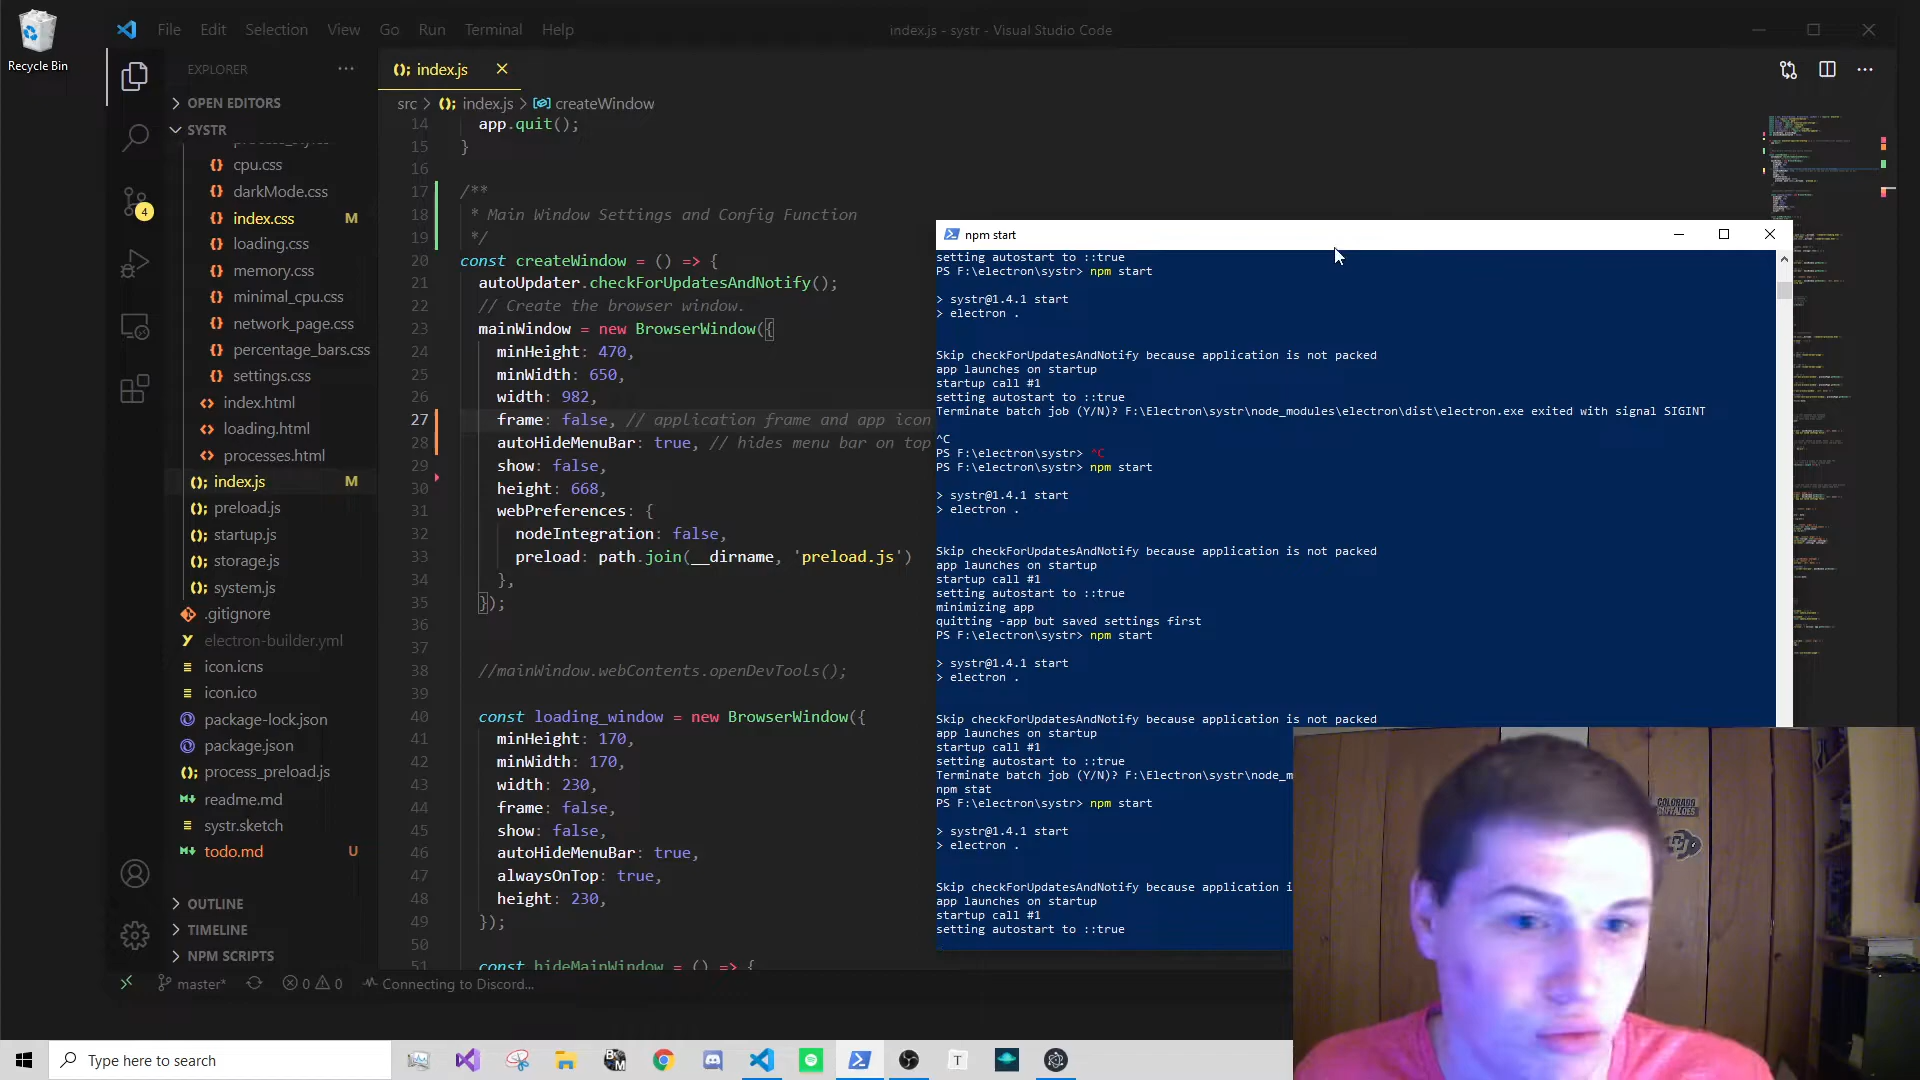 Recycle Bin
File Edit Selection View Go Run Terminal Help
index.js - systr - Visual Studio Code
EXPLORER
OPEN EDITORS
SYSTR
cpu.css
darkMode.css
index.css M
loading.css
memory.css
minimal_cpu.css
network_page.css
percentage_bars.css
settings.css
index.html
loading.html
processes.html
index.js M
preload.js
startup.js
storage.js
system.js
.gitignore
electron-builder.yml
icon.icns
icon.ico
package-lock.json
package.json
process_preload.js
readme.md
systr.sketch
todo.md U
OUTLINE
TIMELINE
NPM SCRIPTS
4
index.js
src > index.js > createWindow
14 app.quit();
15 }
16
17 /**
18 * Main Window Settings and Config Function
19 */
20 const createWindow = () => {
21 autoUpdater.checkForUpdatesAndNotify();
22 // Create the browser window.
23 mainWindow = new BrowserWindow({
24 minHeight: 470,
25 minWidth: 650,
26 width: 982,
27 frame: false, // application frame and app icon
28 autoHideMenuBar: true, // hides menu bar on top
29 show: false,
30 height: 668,
31 webPreferences: {
32 nodeIntegration: false,
33 preload: path.join(__dirname, 'preload.js')
34 },
35 });
36
37
38 //mainWindow.webContents.openDevTools();
39
40 const loading_window = new BrowserWindow({
41 minHeight: 170,
42 minWidth: 170,
43 width: 230,
44 frame: false,
45 show: false,
46 autoHideMenuBar: true,
47 alwaysOnTop: true,
48 height: 230,
49 });
50
51 const hideMainWindow = () => {
npm start
setting autostart to ::true
PS F:\electron\systr> npm start
> systr@1.4.1 start
> electron .
Skip checkForUpdatesAndNotify because application is not packed
app launches on startup
startup call #1
setting autostart to ::true
Terminate batch job (Y/N)? F:\Electron\systr\node_modules\electron\dist\electron.exe exited with signal SIGINT
^C
PS F:\electron\systr> ^C
PS F:\electron\systr> npm start
> systr@1.4.1 start
> electron .
Skip checkForUpdatesAndNotify because application is not packed
app launches on startup
startup call #1
setting autostart to ::true
minimizing app
quitting -app but saved settings first
PS F:\electron\systr> npm start
> systr@1.4.1 start
> electron .
Skip checkForUpdatesAndNotify because application is not packed
app launches on startup
startup call #1
setting autostart to ::true
Terminate batch job (Y/N)? F:\Electron\systr\node_m
npm stat
PS F:\electron\systr> npm start
> systr@1.4.1 start
> electron .
Skip checkForUpdatesAndNotify because application i
app launches on startup
startup call #1
setting autostart to ::true
COLORADO
BUFFALOES
CU
master* 0 0 Connecting to Discord...
Type here to search